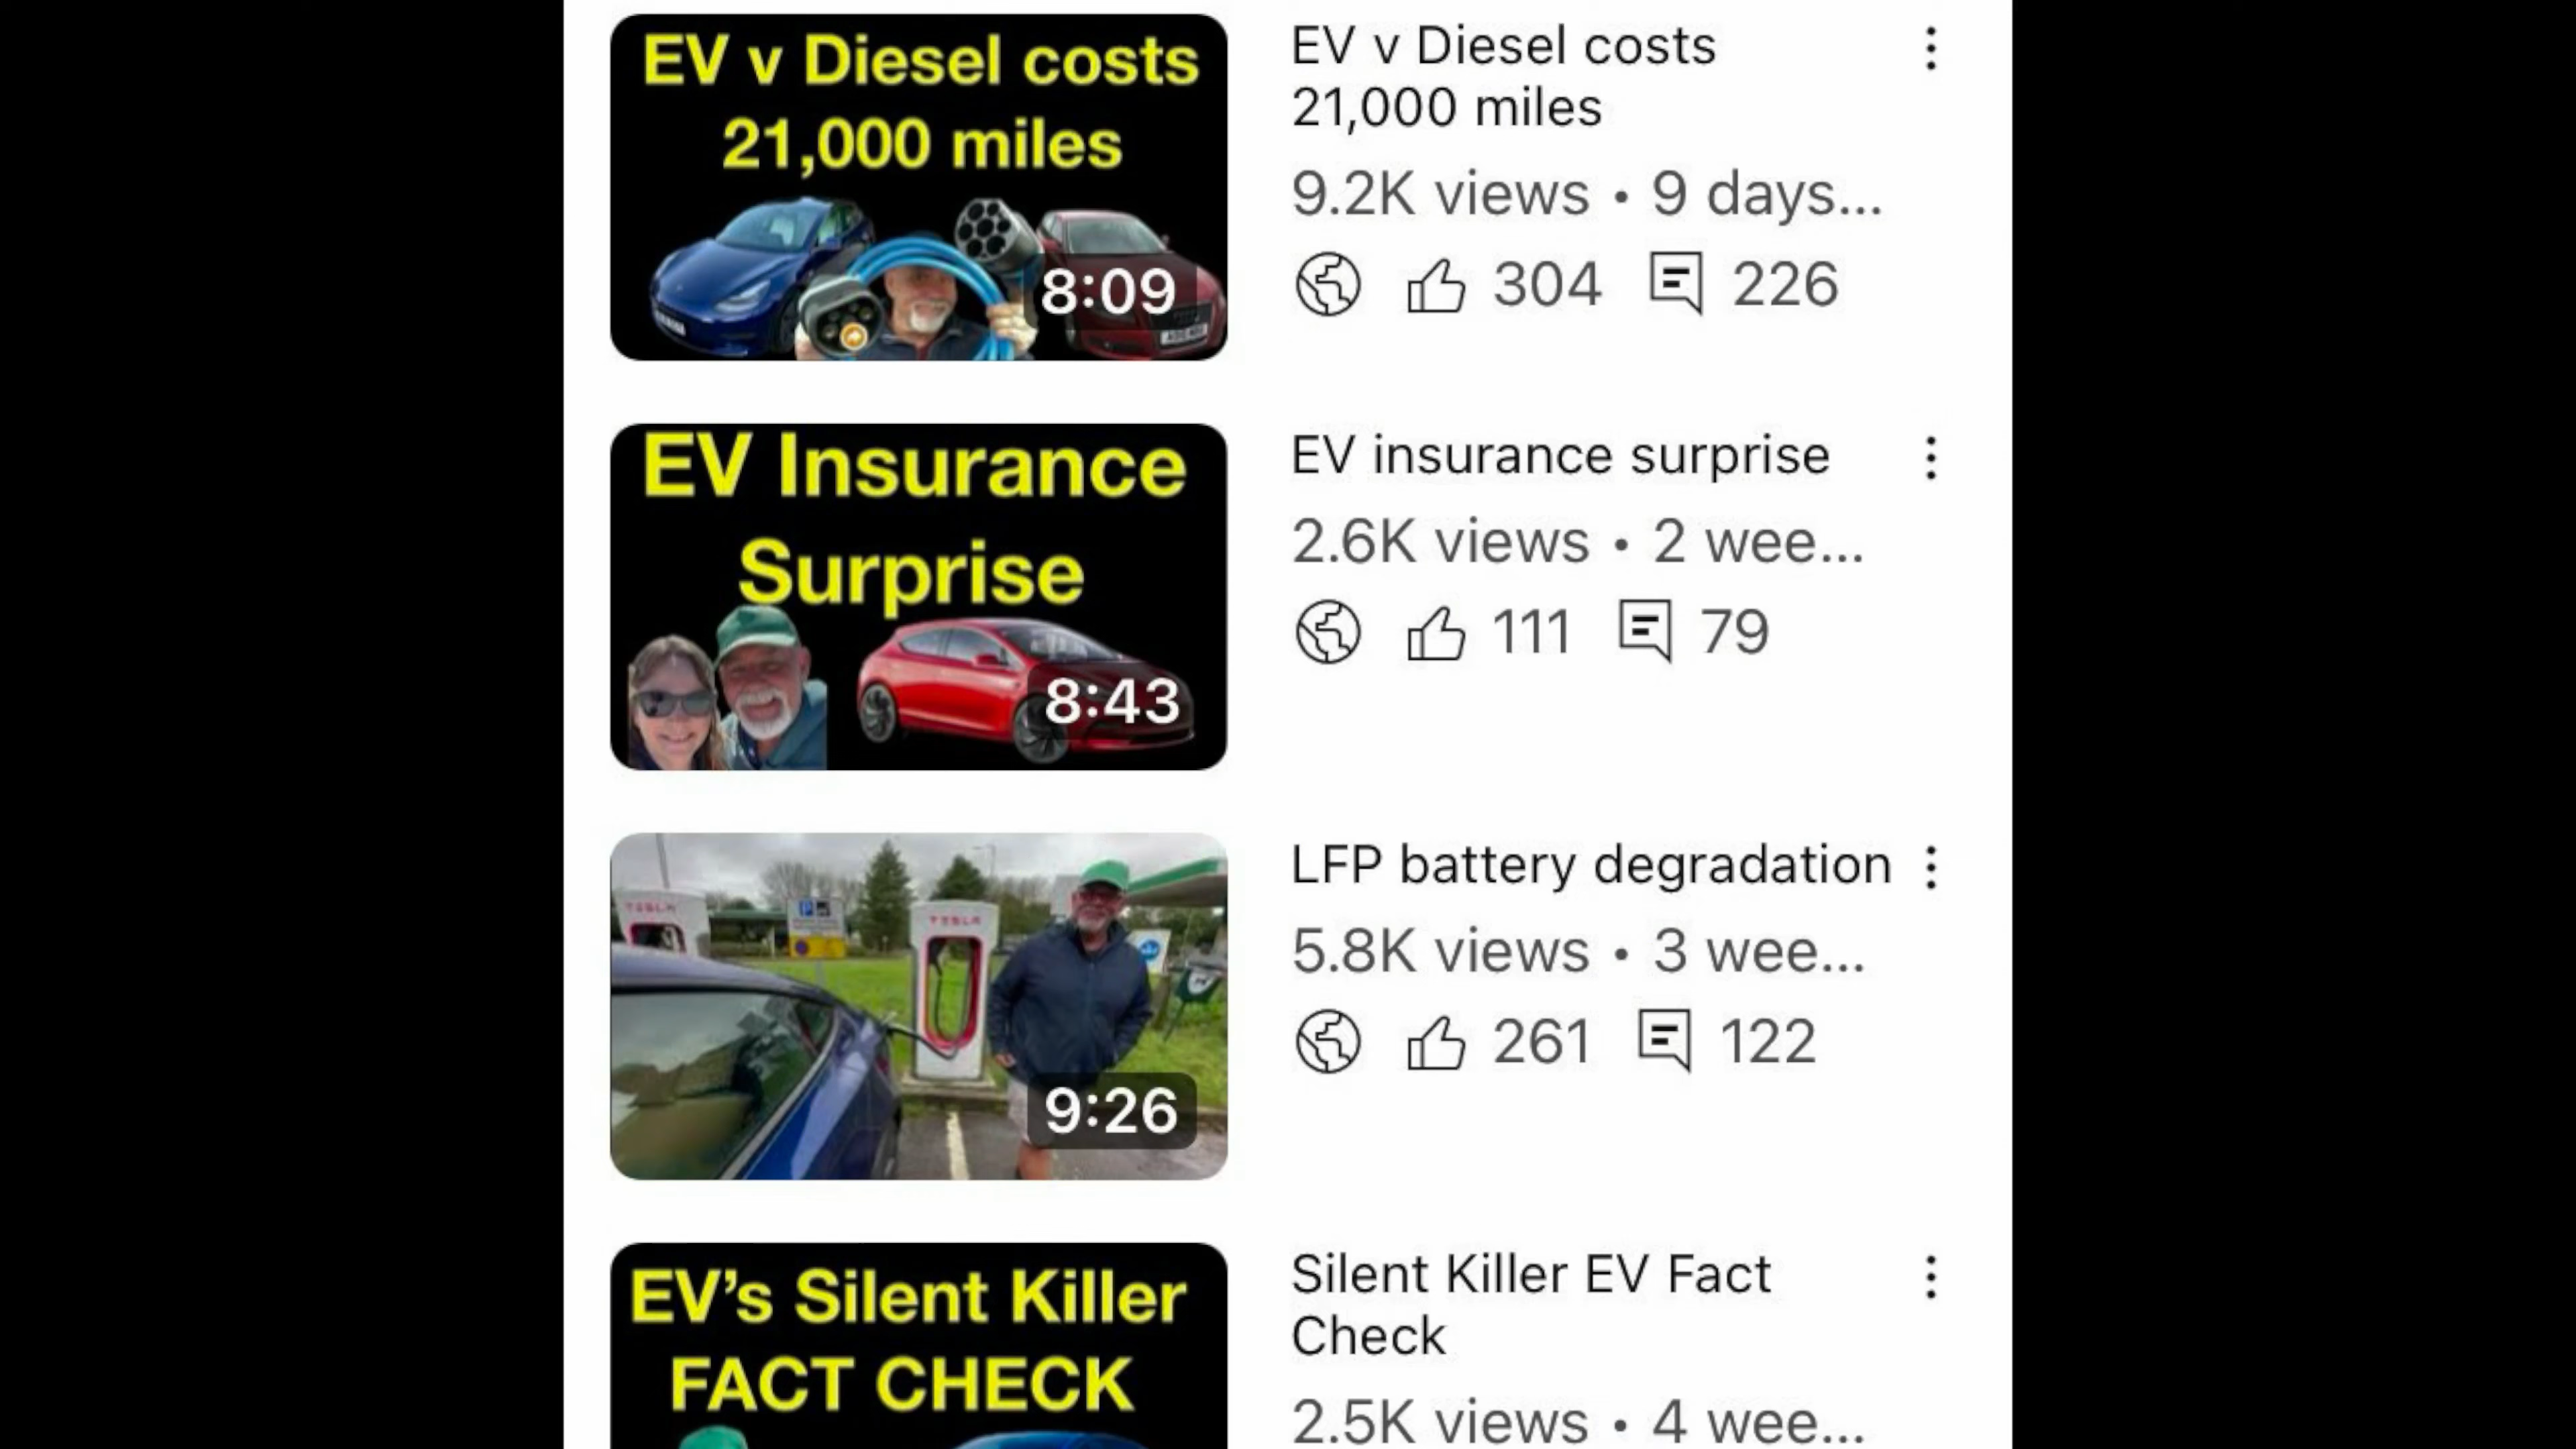 EV v Diesel costs
21,000 miles
8:09
EV v Diesel costs
21,000 miles
9.2K views • 9 days...
304 226
EV Insurance
Surprise
8:43
EV insurance surprise
2.6K views • 2 wee...
111 79
TESLA
TESLA
9:26
LFP battery degradation
5.8K views • 3 wee...
261 122
EV’s Silent Killer
FACT CHECK
Silent Killer EV Fact
Check
2.5K views • 4 wee...